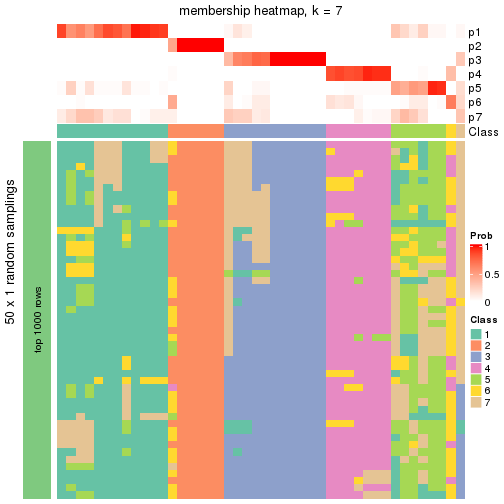 membership heatmap, k = 7
p1
p2
p3
p4
p5
p6
p7
Class
50 x 1 random samplings
top 1000 rows
Prob
1
0.5
0
Class
1
2
3
4
5
6
7